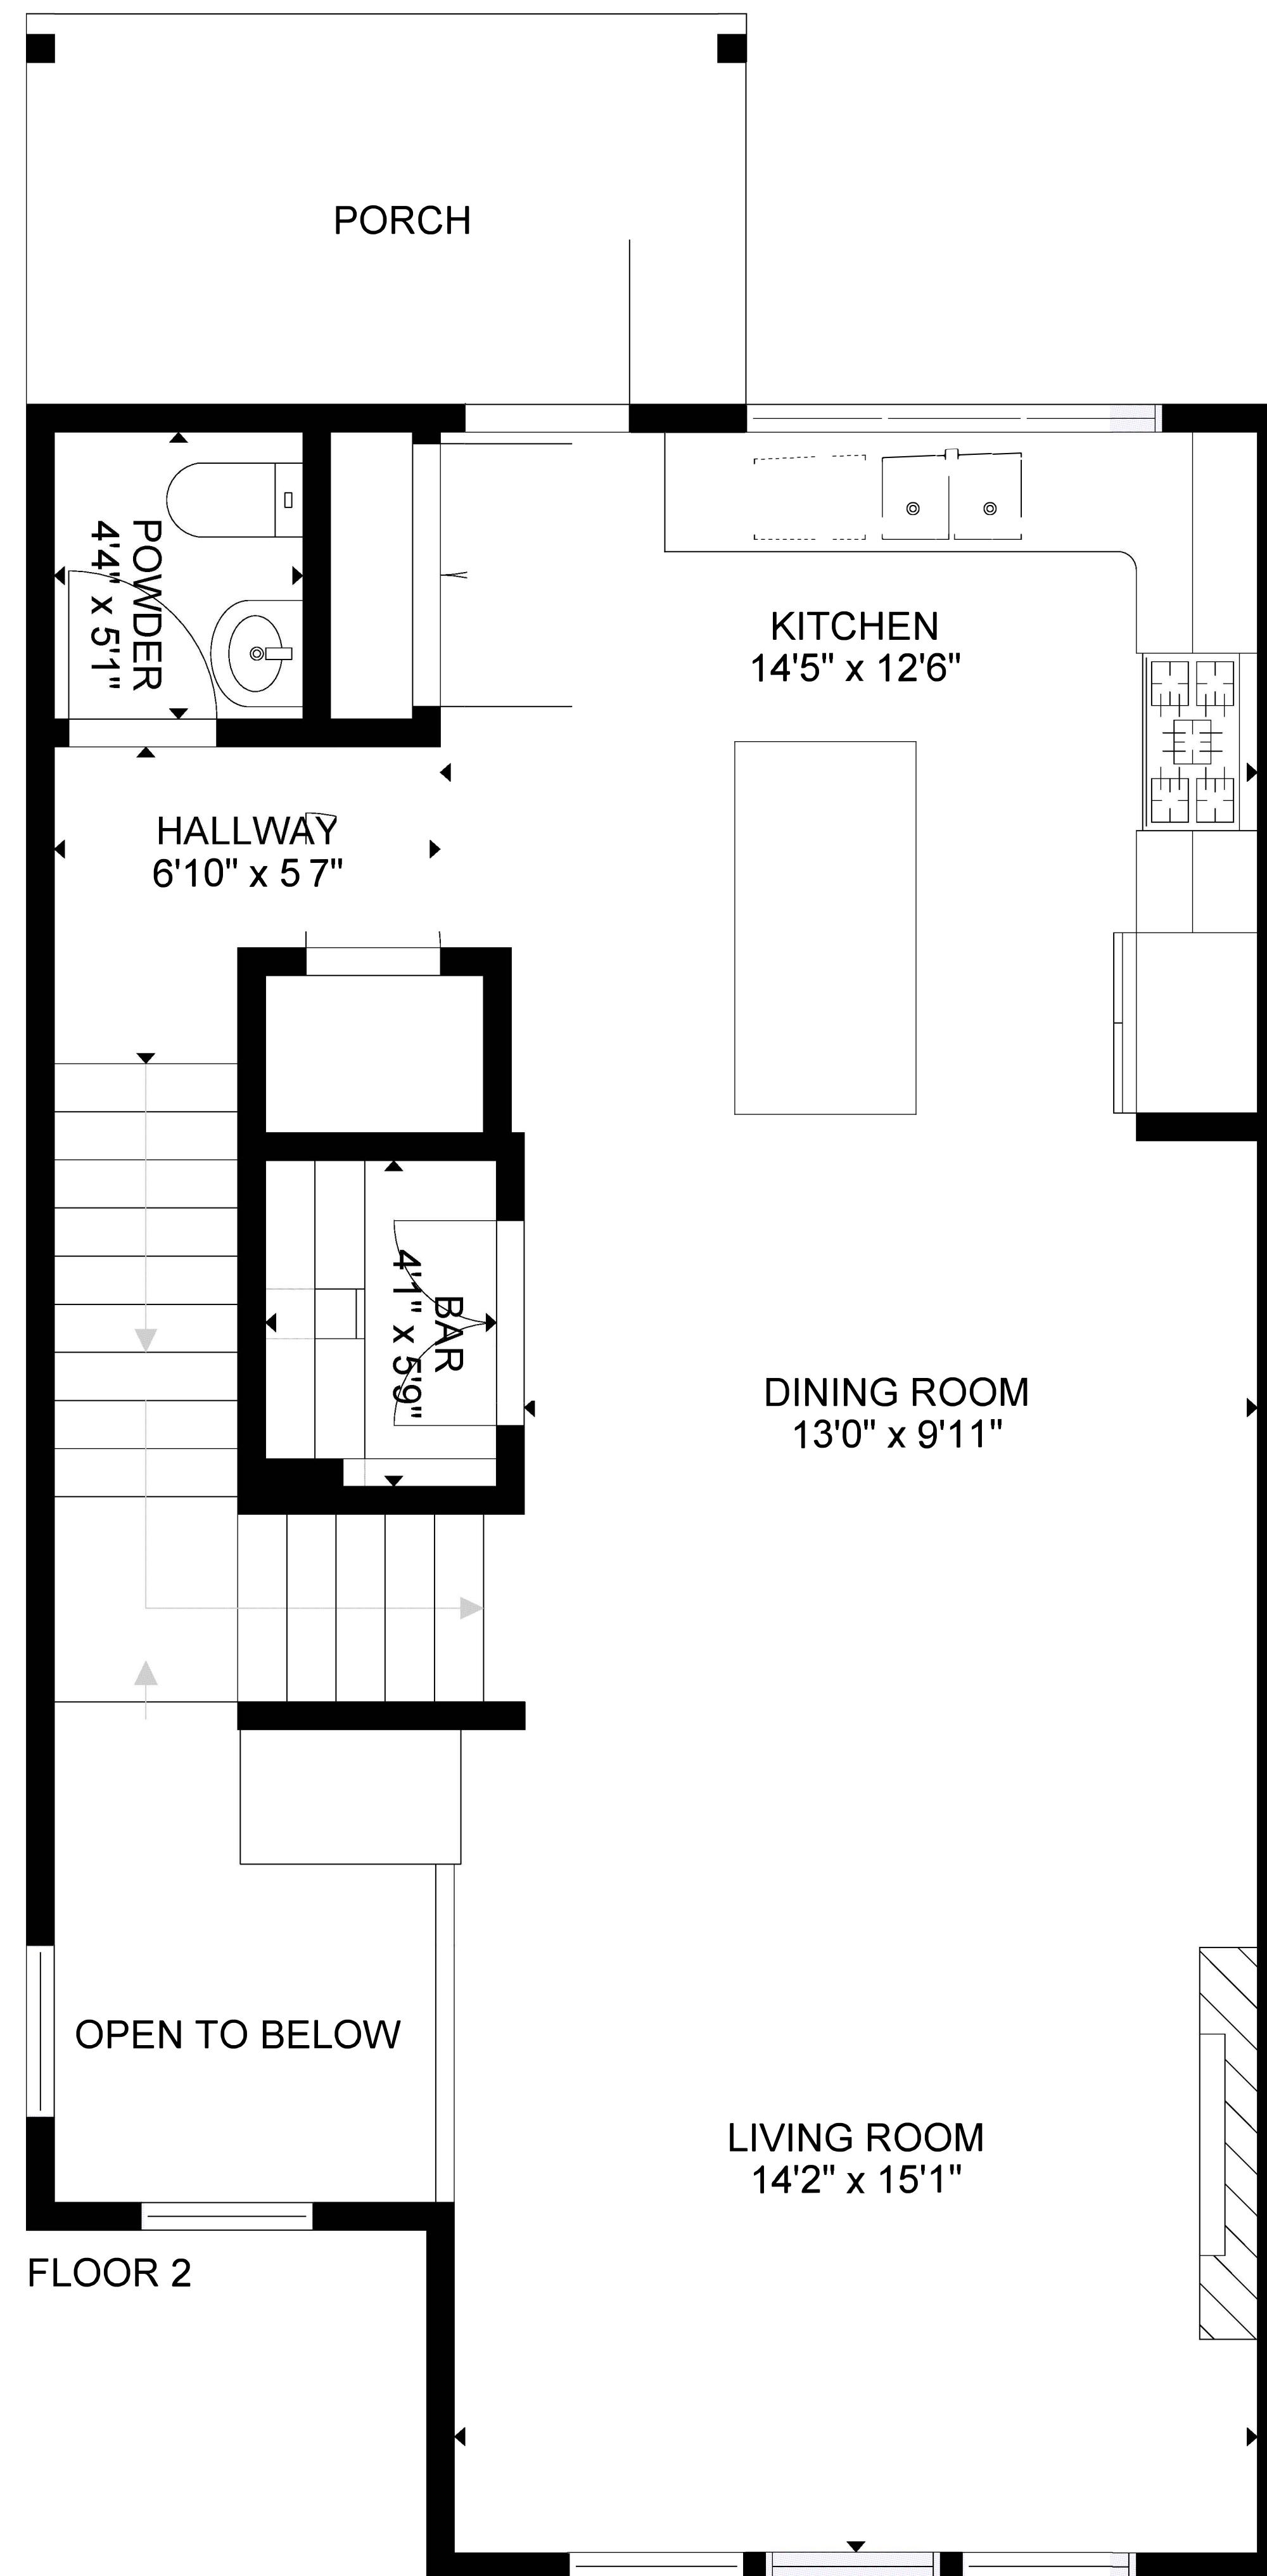 PORCH
POWDER
4'4" x 5'1"
KITCHEN
14'5" x 12'6"
HALLWAY
6'10" x 5 7"
BAR
4'1" x 5'9"
DINING ROOM
13'0" x 9'11"
OPEN TO BELOW
LIVING ROOM
14'2" x 15'1"
FLOOR 2